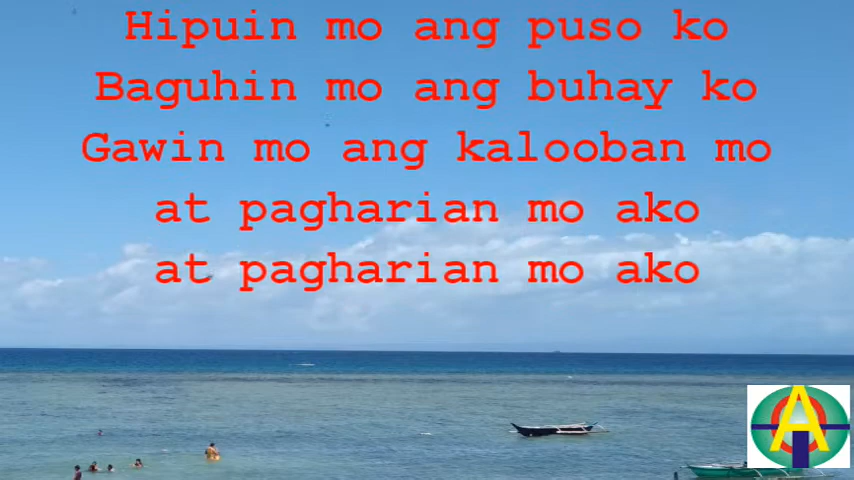 Hipuin mo ang puso ko
Baguhin mo ang buhay ko
Gawin mo ang kalooban mo
at pagharian mo ako
at pagharian mo ako